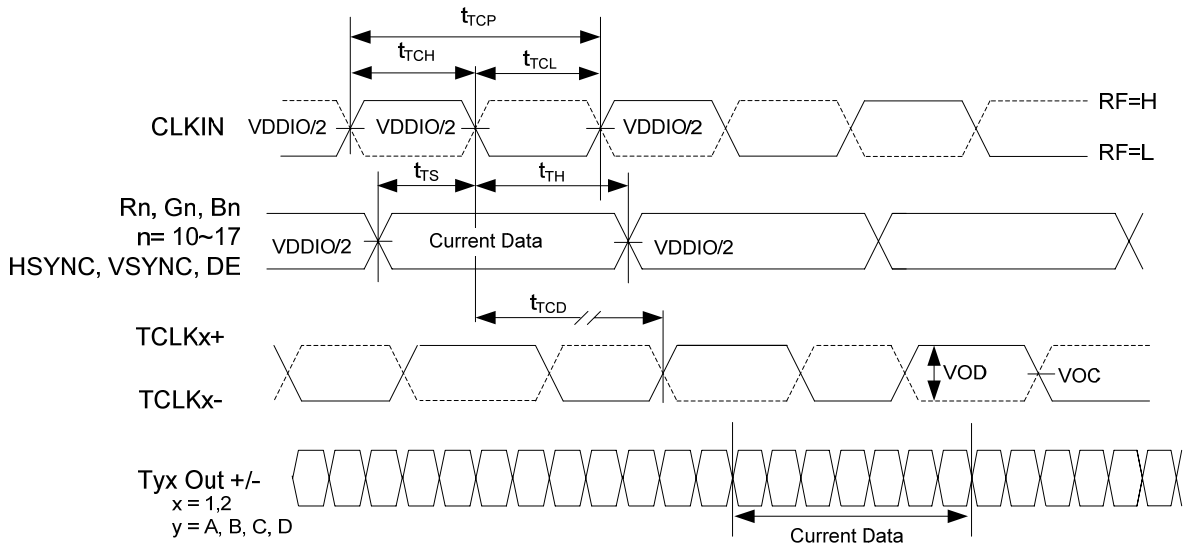 tTCP
tTCH
tTCL
CLKIN
VDDIO/2
VDDIO/2
VDDIO/2
RF=H
RF=L
tTS
tTH
Rn, Gn, Bn
n= 10~17
HSYNC, VSYNC, DE
VDDIO/2
Current Data
VDDIO/2
tTCD
TCLKx+
TCLKx-
VOD
VOC
Tyx Out +/-
x = 1,2
y = A, B, C, D
Current Data